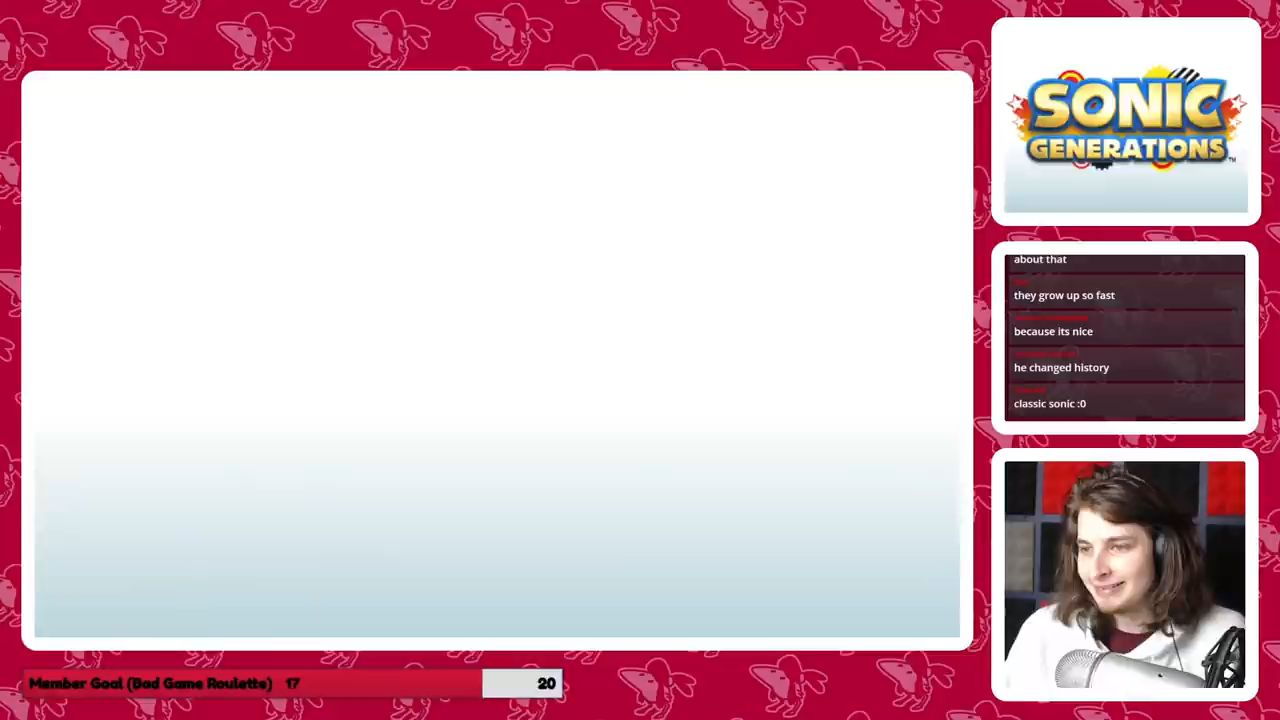 SONIC
GENERATIONS
TM
about that
they grow up so fast
because its nice
he changed history
classic sonic :0
Member Goal (Bad Game Roulette) 17
20